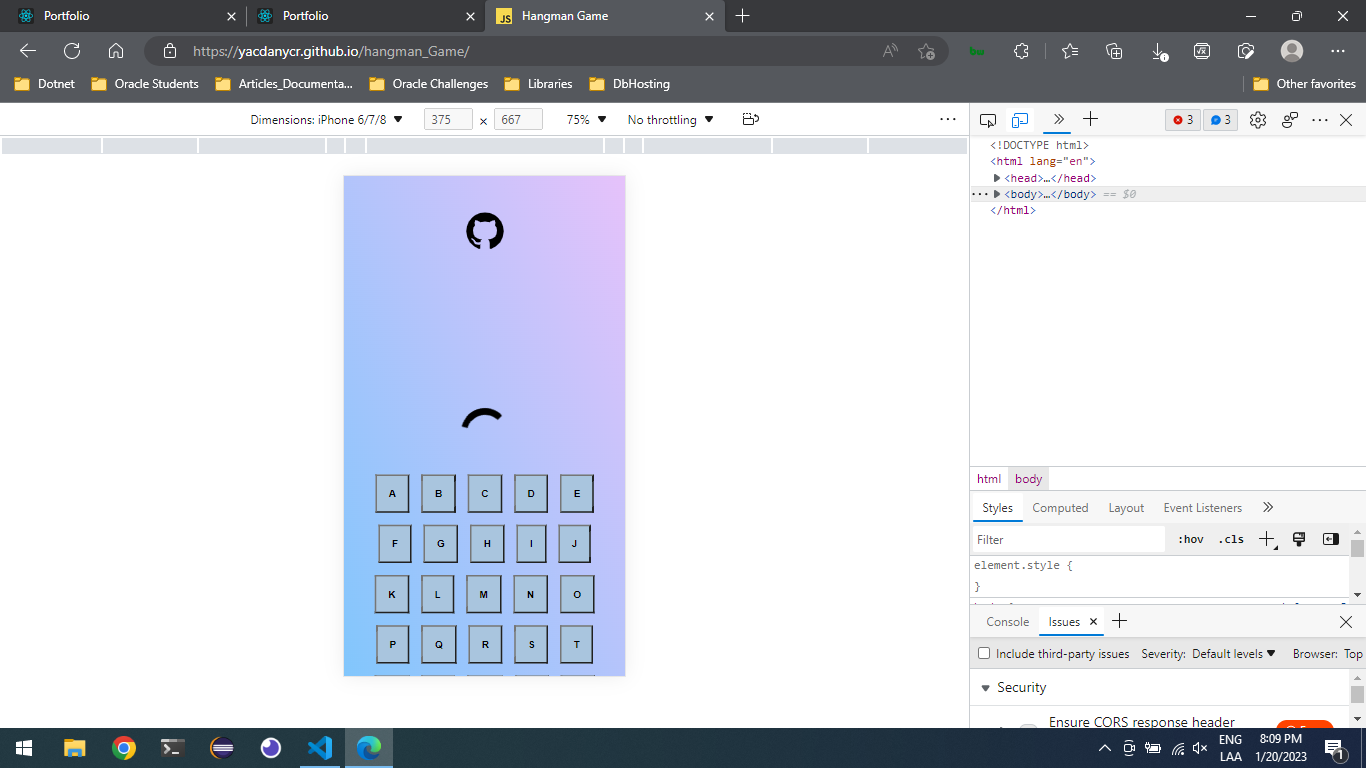 Portfolio
Portfolio
JS Hangman Game
https://yacdanycr.github.io/hangman_Game/
Dotnet
Oracle Students
Articles_Documenta...
Oracle Challenges
Libraries
DbHosting
Other favorites
Dimensions: iPhone 6/7/8 375 × 667 75% No throttling
3 3
<!DOCTYPE html>
<html lang="en">
<head>…</head>
<body>…</body> == $0
</html>
A B C D E
F G H I J
K L M N O
P Q R S T
html body
Styles Computed Layout Event Listeners
Filter :hov .cls
element.style {
}
Console Issues
Include third-party issues Severity: Default levels Browser: Top
Security
Ensure CORS response header
ENG 8:09 PM
LAA 1/20/2023
1